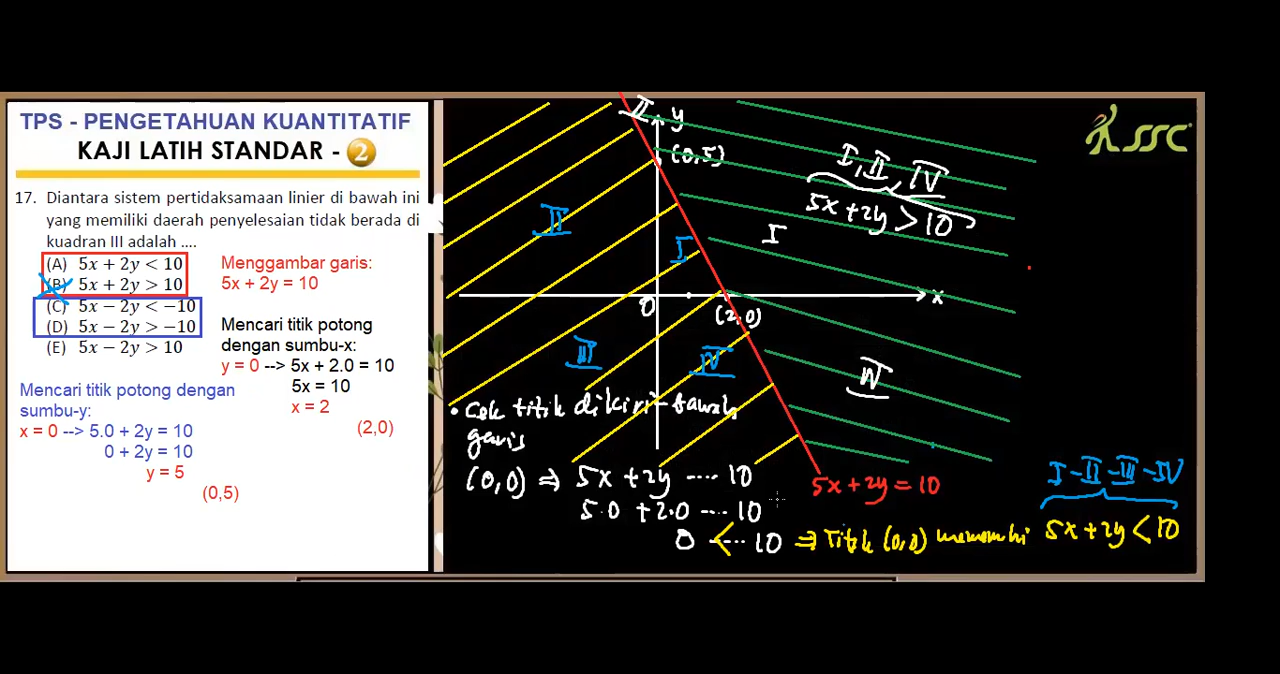 TPS - PENGETAHUAN KUANTITATIF
KAJI LATIH STANDAR - 2
17. Diantara sistem pertidaksamaan linier di bawah ini
yang memiliki daerah penyelesaian tidak berada di
kuadran III adalah ....
(A) 5x + 2y < 10
(B) 5x + 2y > 10
(C) 5x − 2y < −10
(D) 5x − 2y > −10
(E) 5x − 2y > 10
Menggambar garis:
5x + 2y = 10
Mencari titik potong
dengan sumbu-x:
y = 0 --> 5x + 2.0 = 10
5x = 10
x = 2
(2,0)
Mencari titik potong dengan
sumbu-y:
x = 0 --> 5.0 + 2y = 10
0 + 2y = 10
y = 5
(0,5)
II y
(0,5)
I, II, IV
5x+2y > 10
II
I
I
O
x
(2,0)
III
IV
IV
• Cek titik dikiri-bawah
garis
(0,0) ⇒ 5x + 2y .... 10
5.0 + 2.0 .... 10
0 < ... 10 ⇒ Titik (0,0) memenuhi 5x+2y < 10
5x+2y = 10
I - II - III - IV
SSC